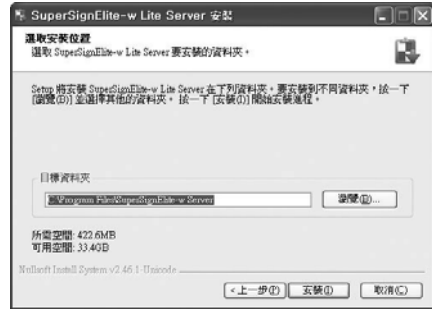 SuperSignElite-w Lite Server 安裝
選取安裝位置
選取 SuperSignElite-w Lite Server 要安裝的資料夾。
Setup 將安裝 SuperSignElite-w Lite Server 在下列資料夾。要安裝到不同資料夾，按一下
[瀏覽(D)] 並選擇其他的資料夾。 按一下 [安裝(I)] 開始安裝進程。
目標資料夾
\Program Files\SuperSignElite-w Server
瀏覽(D)...
所需空間: 422.6MB
可用空間: 33.4GB
Nullsoft Install System v2.46.1-Unicode
<上一步(P)
安裝(I)
取消(C)